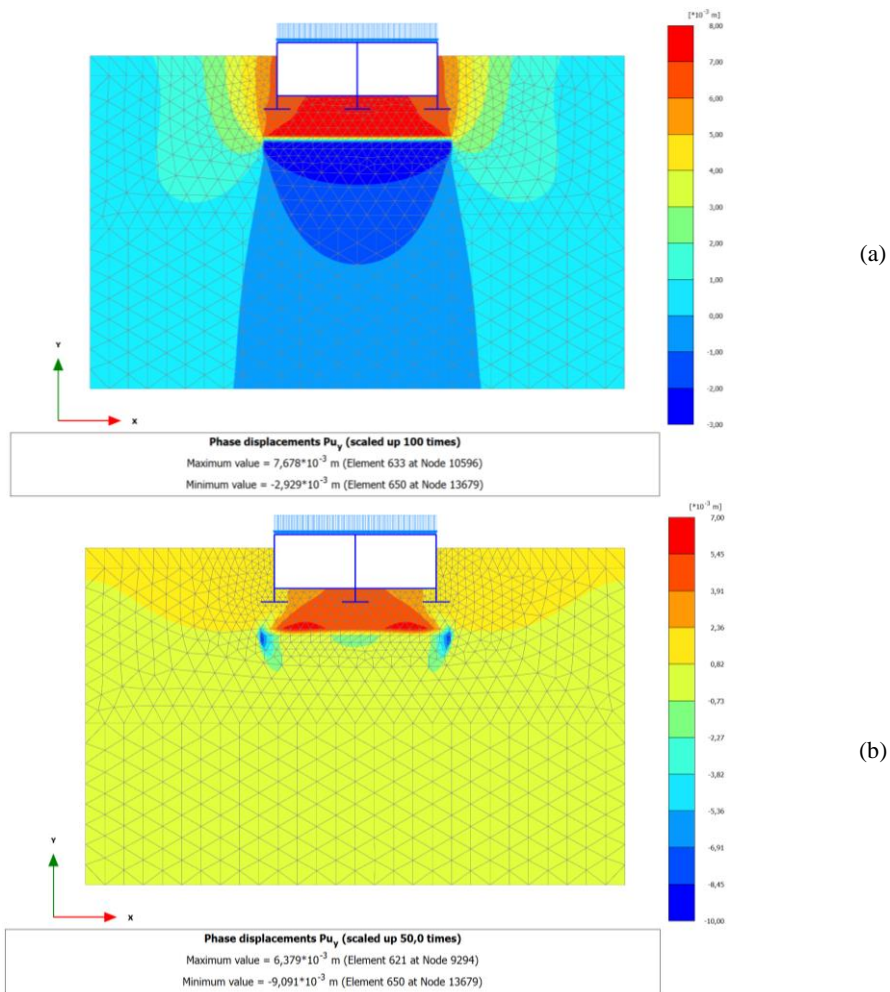 [*10⁻³ m]
8,00
7,00
6,00
5,00
4,00
3,00
2,00
1,00
0,00
-1,00
-2,00
-3,00
(a)
Y
X
Phase displacements Pu_y (scaled up 100 times)
Maximum value = 7,678*10⁻³ m (Element 633 at Node 10596)
Minimum value = -2,929*10⁻³ m (Element 650 at Node 13679)
[*10⁻³ m]
7,00
5,45
3,91
2,36
0,82
-0,73
-2,27
-3,82
-5,36
-6,91
-8,45
-10,00
(b)
Y
X
Phase displacements Pu_y (scaled up 50,0 times)
Maximum value = 6,379*10⁻³ m (Element 621 at Node 9294)
Minimum value = -9,091*10⁻³ m (Element 650 at Node 13679)